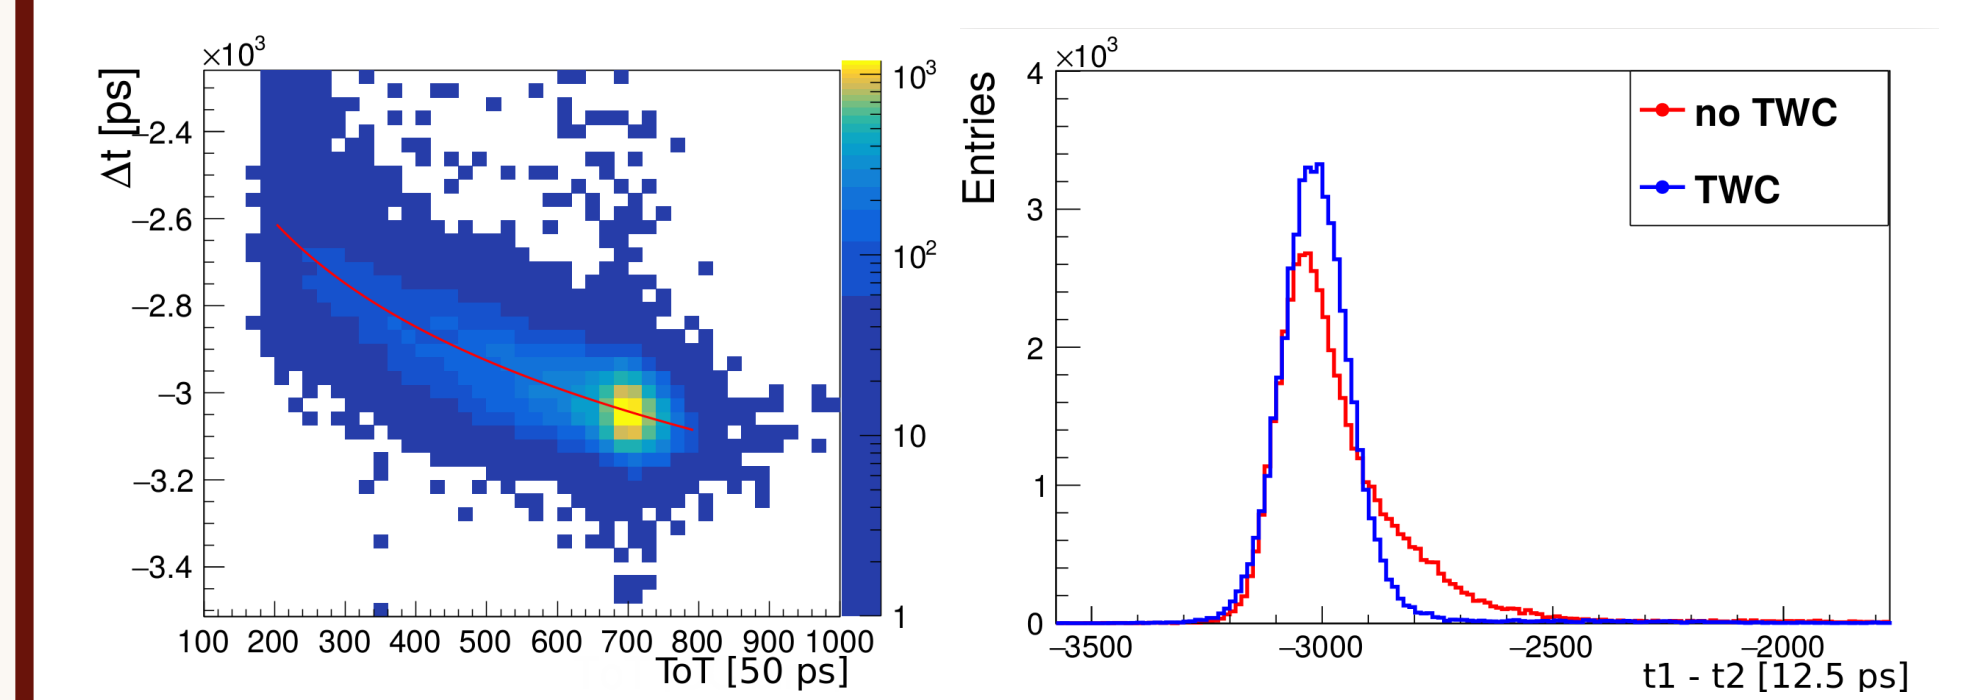 ×10³
Δt [ps]
−2.4
−2.6
−2.8
−3
−3.2
−3.4
100 200 300 400 500 600 700 800 900 1000
ToT [50 ps]
10³
10²
10
1
×10³
Entries
4
3
2
1
0
−3500 −3000 −2500 −2000
t1 - t2 [12.5 ps]
no TWC
TWC